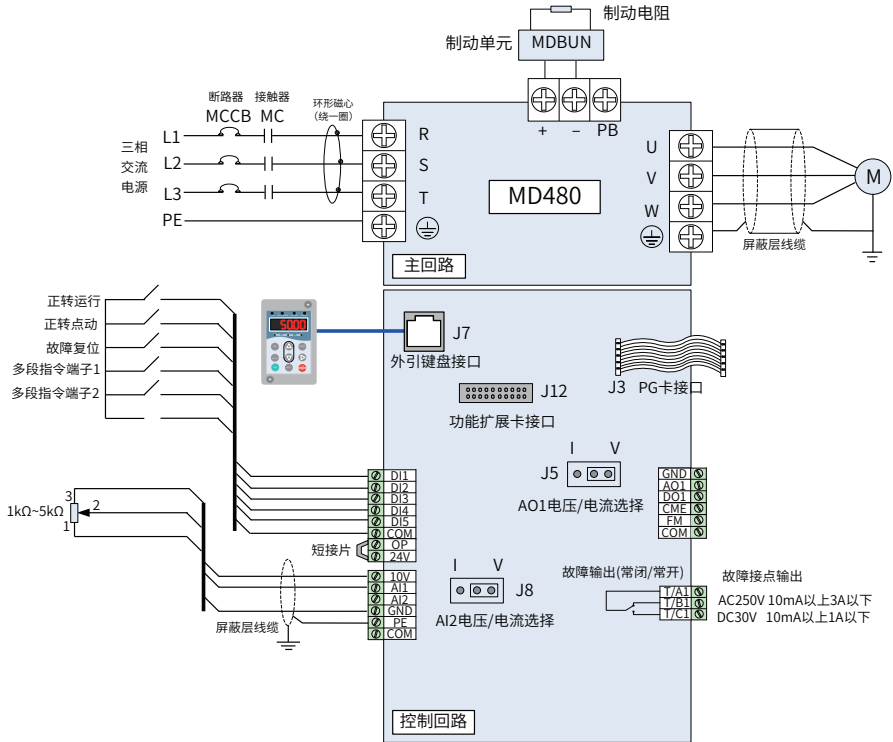 制动电阻
制动单元
MDBUN
断路器
MCCB
接触器
MC
环形磁心
（绕一圈）
+
−
PB
三相
交流
电源
L1
L2
L3
PE
R
S
T
MD480
U
V
W
M
屏蔽层线缆
主回路
正转运行
正转点动
故障复位
多段指令端子1
多段指令端子2
5000
J7
外引键盘接口
J3
PG卡接口
J12
功能扩展卡接口
I
V
J5
AO1电压/电流选择
GND
AO1
DO1
CME
FM
COM
DI1
DI2
DI3
DI4
DI5
COM
OP
24V
短接片
1kΩ~5kΩ
3
2
1
10V
AI1
AI2
GND
PE
COM
屏蔽层线缆
I
V
J8
AI2电压/电流选择
故障输出(常闭/常开)
故障接点输出
T/A1
T/B1
T/C1
AC250V 10mA以上3A以下
DC30V 10mA以上1A以下
控制回路